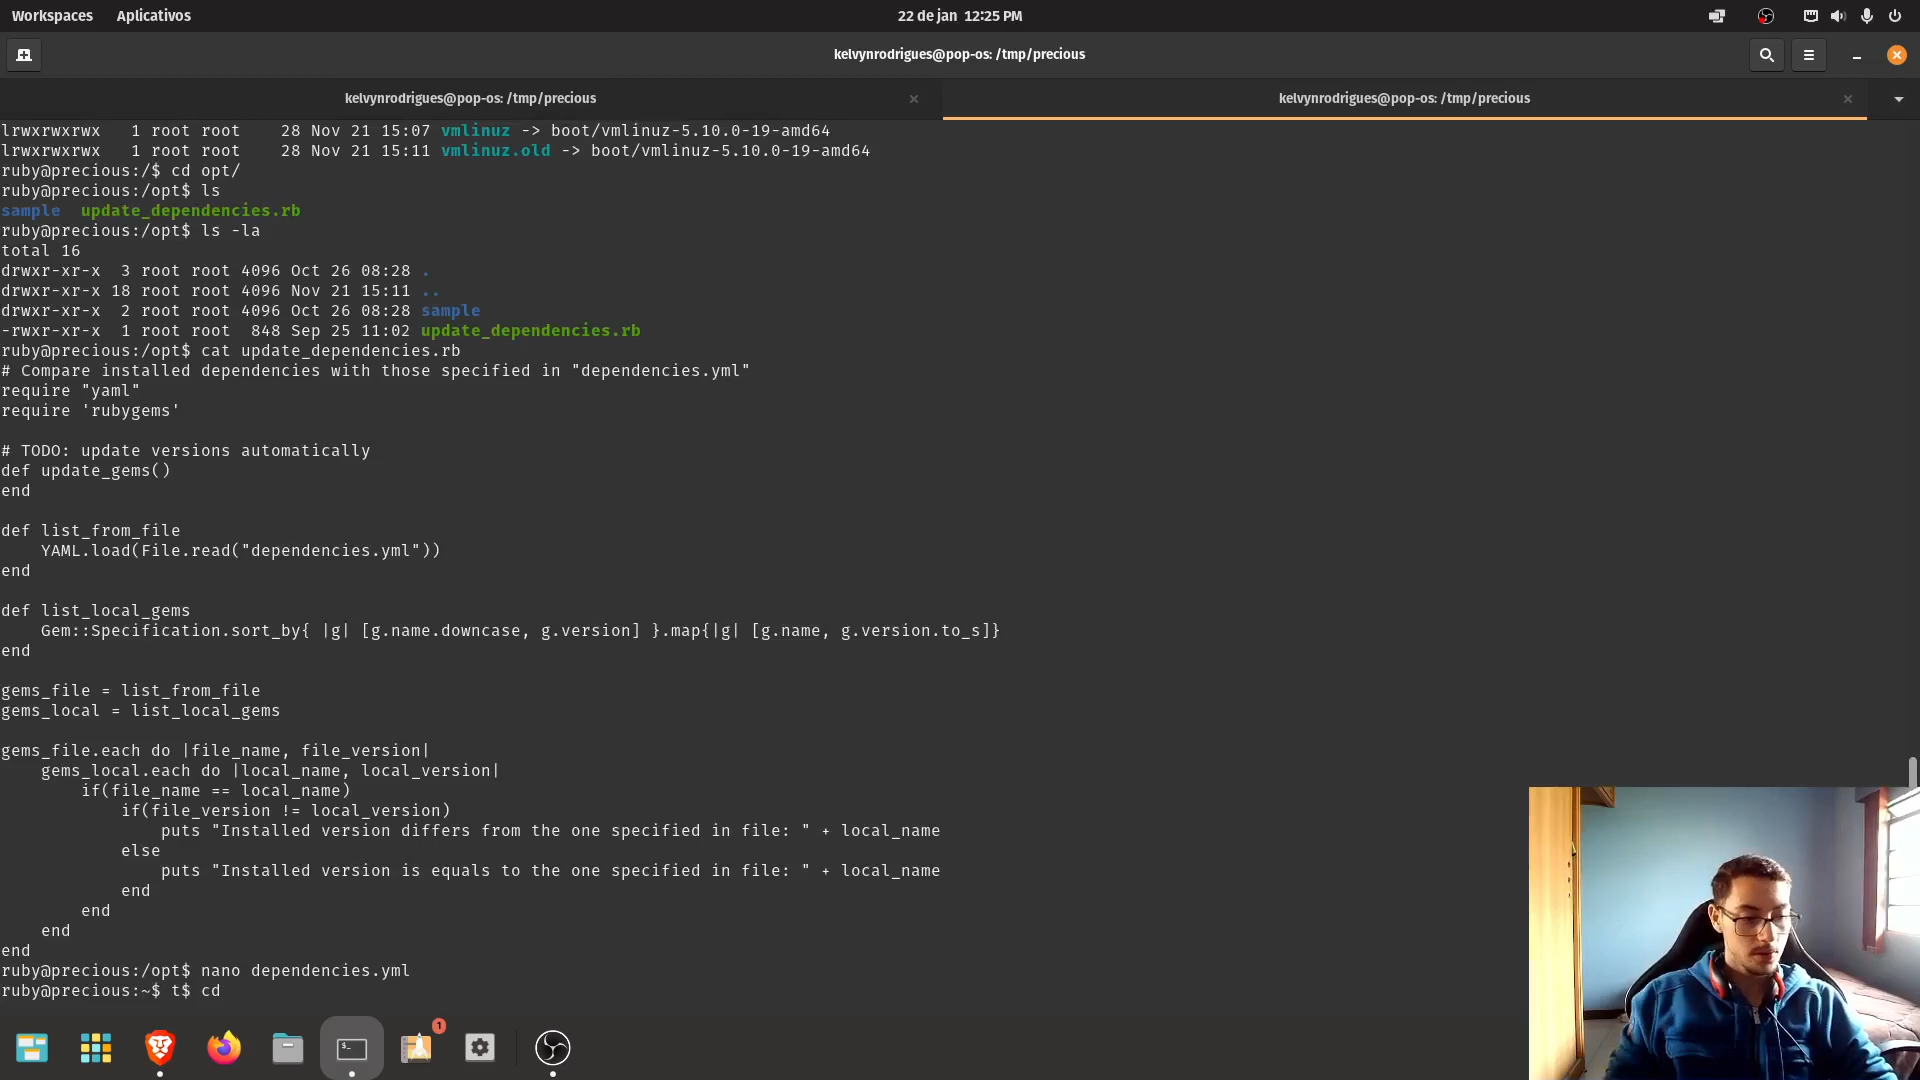 Workspaces Aplicativos 22 de jan 12:25 PM
kelvynrodrigues@pop-os: /tmp/precious
kelvynrodrigues@pop-os: /tmp/precious × kelvynrodrigues@pop-os: /tmp/precious ×
lrwxrwxrwx   1 root root    28 Nov 21 15:07 vmlinuz -> boot/vmlinuz-5.10.0-19-amd64
lrwxrwxrwx   1 root root    28 Nov 21 15:11 vmlinuz.old -> boot/vmlinuz-5.10.0-19-amd64
ruby@precious:/$ cd opt/
ruby@precious:/opt$ ls
sample  update_dependencies.rb
ruby@precious:/opt$ ls -la
total 16
drwxr-xr-x  3 root root 4096 Oct 26 08:28 .
drwxr-xr-x 18 root root 4096 Nov 21 15:11 ..
drwxr-xr-x  2 root root 4096 Oct 26 08:28 sample
-rwxr-xr-x  1 root root  848 Sep 25 11:02 update_dependencies.rb
ruby@precious:/opt$ cat update_dependencies.rb
# Compare installed dependencies with those specified in "dependencies.yml"
require "yaml"
require 'rubygems'
# TODO: update versions automatically
def update_gems()
end
def list_from_file
    YAML.load(File.read("dependencies.yml"))
end
def list_local_gems
    Gem::Specification.sort_by{ |g| [g.name.downcase, g.version] }.map{|g| [g.name, g.version.to_s]}
end
gems_file = list_from_file
gems_local = list_local_gems
gems_file.each do |file_name, file_version|
    gems_local.each do |local_name, local_version|
        if(file_name == local_name)
            if(file_version != local_version)
                puts "Installed version differs from the one specified in file: " + local_name
            else
                puts "Installed version is equals to the one specified in file: " + local_name
            end
        end
    end
end
ruby@precious:/opt$ nano dependencies.yml
ruby@precious:~$ t$ cd
1